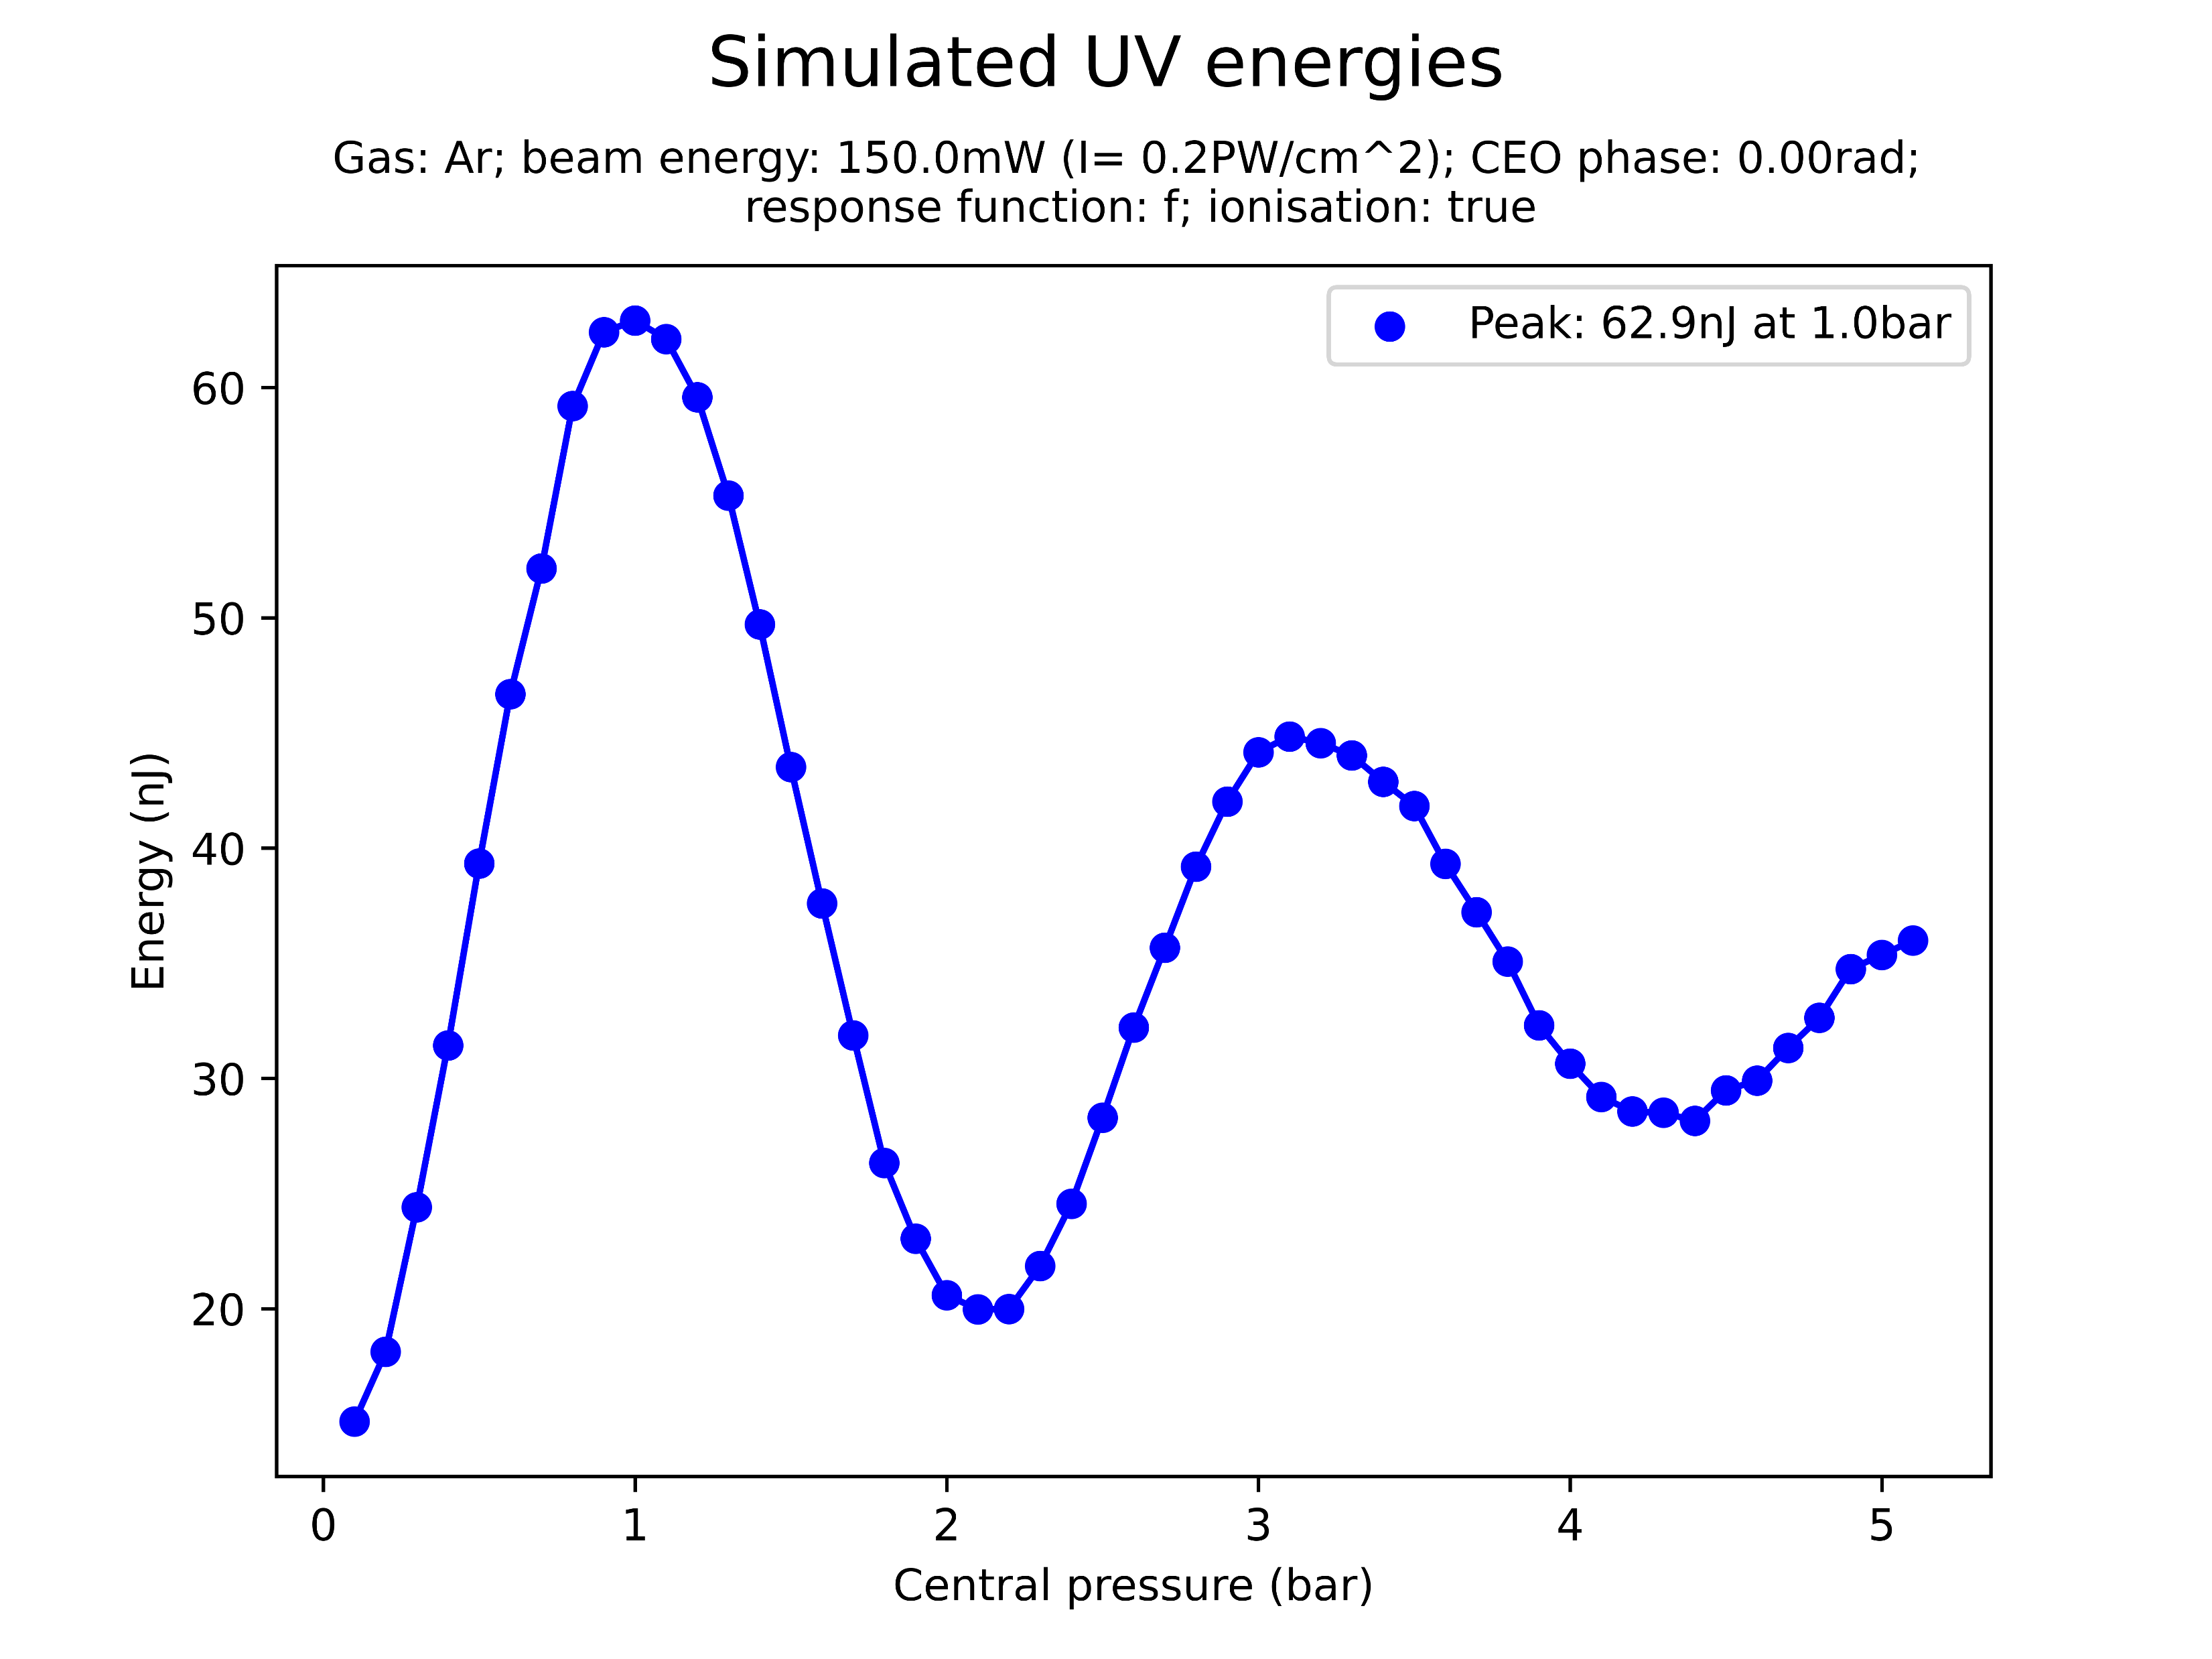 Simulated UV energies
Gas: Ar; beam energy: 150.0mW (I= 0.2PW/cm^2); CEO phase: 0.00rad;
response function: f; ionisation: true
Peak: 62.9nJ at 1.0bar
60
50
40
30
20
Energy (nJ)
0 1 2 3 4 5
Central pressure (bar)